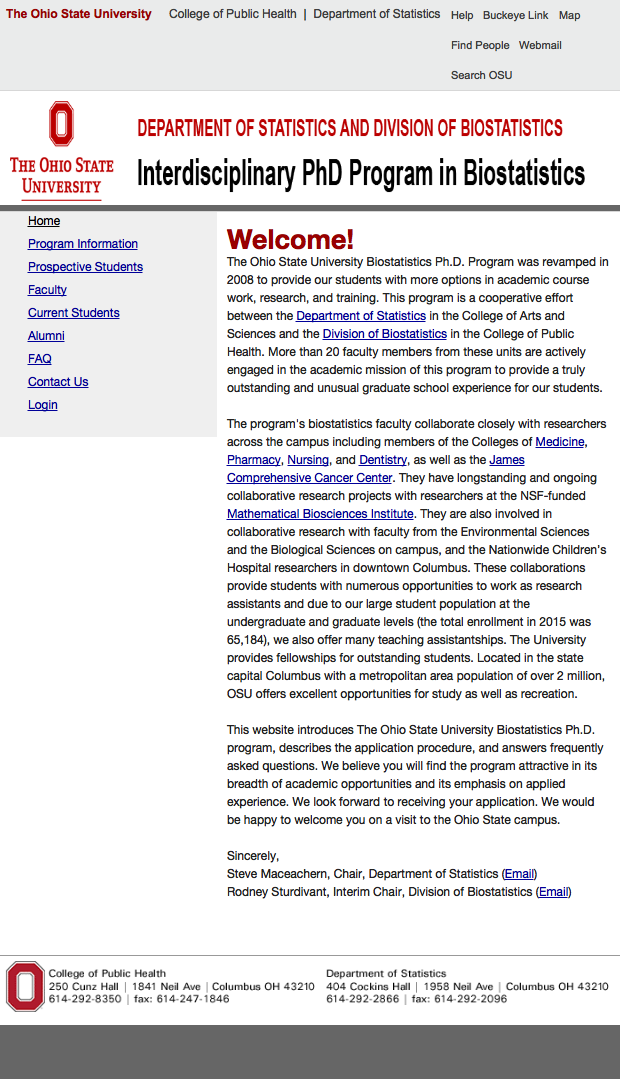 The Ohio State University College of Public Health | Department of Statistics Help Buckeye Link Map
Find People Webmail
Search OSU
THE OHIO STATE
UNIVERSITY
DEPARTMENT OF STATISTICS AND DIVISION OF BIOSTATISTICS
Interdisciplinary PhD Program in Biostatistics
Home
Program Information
Prospective Students
Faculty
Current Students
Alumni
FAQ
Contact Us
Login
Welcome!
The Ohio State University Biostatistics Ph.D. Program was revamped in
2008 to provide our students with more options in academic course
work, research, and training. This program is a cooperative effort
between the Department of Statistics in the College of Arts and
Sciences and the Division of Biostatistics in the College of Public
Health. More than 20 faculty members from these units are actively
engaged in the academic mission of this program to provide a truly
outstanding and unusual graduate school experience for our students.
The program's biostatistics faculty collaborate closely with researchers
across the campus including members of the Colleges of Medicine,
Pharmacy, Nursing, and Dentistry, as well as the James
Comprehensive Cancer Center. They have longstanding and ongoing
collaborative research projects with researchers at the NSF-funded
Mathematical Biosciences Institute. They are also involved in
collaborative research with faculty from the Environmental Sciences
and the Biological Sciences on campus, and the Nationwide Children's
Hospital researchers in downtown Columbus. These collaborations
provide students with numerous opportunities to work as research
assistants and due to our large student population at the
undergraduate and graduate levels (the total enrollment in 2015 was
65,184), we also offer many teaching assistantships. The University
provides fellowships for outstanding students. Located in the state
capital Columbus with a metropolitan area population of over 2 million,
OSU offers excellent opportunities for study as well as recreation.
This website introduces The Ohio State University Biostatistics Ph.D.
program, describes the application procedure, and answers frequently
asked questions. We believe you will find the program attractive in its
breadth of academic opportunities and its emphasis on applied
experience. We look forward to receiving your application. We would
be happy to welcome you on a visit to the Ohio State campus.
Sincerely,
Steve Maceachern, Chair, Department of Statistics (Email)
Rodney Sturdivant, Interim Chair, Division of Biostatistics (Email)
College of Public Health
250 Cunz Hall | 1841 Neil Ave | Columbus OH 43210
614-292-8350 | fax: 614-247-1846
Department of Statistics
404 Cockins Hall | 1958 Neil Ave | Columbus OH 43210
614-292-2866 | fax: 614-292-2096